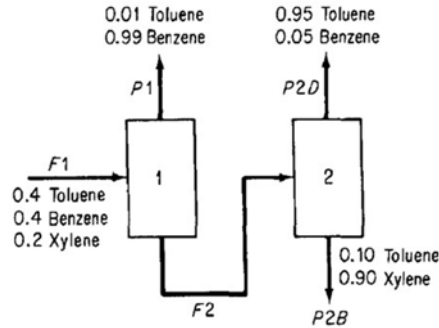 0.01 Toluene
0.99 Benzene
0.95 Toluene
0.05 Benzene
P1
P2D
F1
1
2
0.4 Toluene
0.4 Benzene
0.2 Xylene
0.10 Toluene
0.90 Xylene
F2
P2B